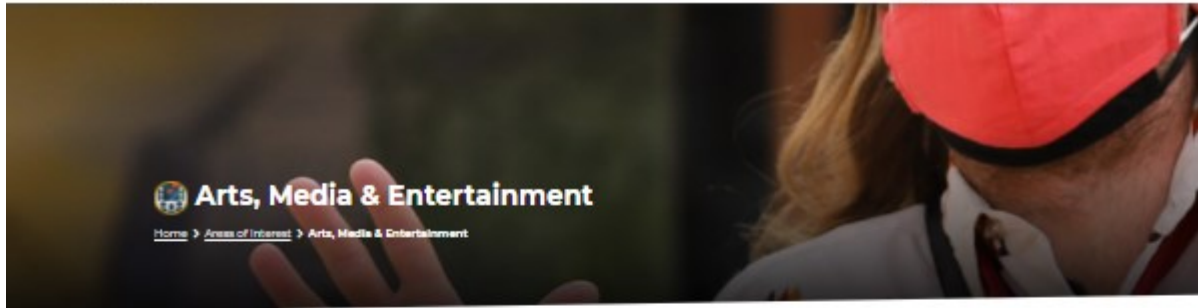 Arts, Media & Entertainment
Home > Areas of Interest > Arts, Media & Entertainment